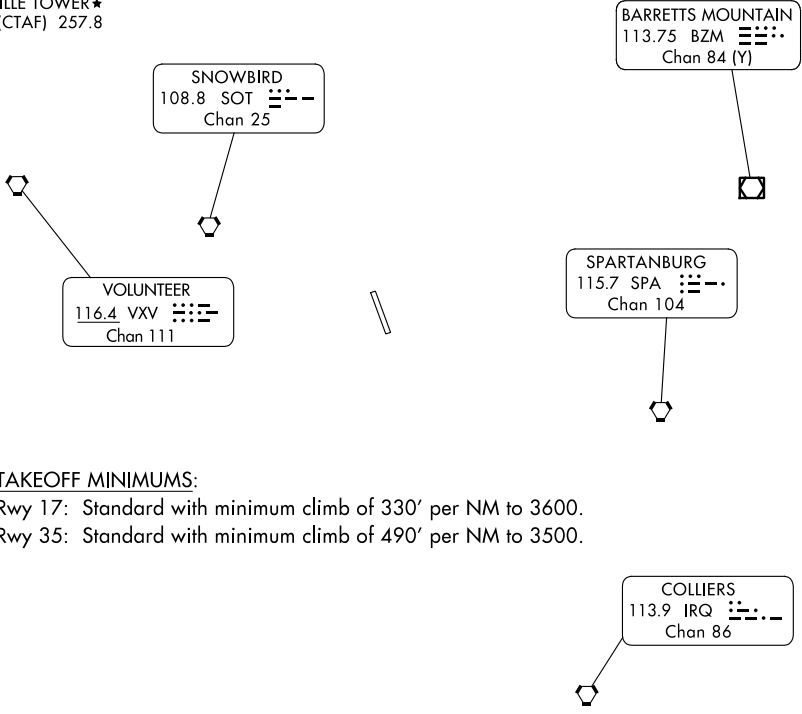 ILLE TOWER★
(CTAF) 257.8
BARRETTS MOUNTAIN
113.75 BZM
Chan 84 (Y)
SNOWBIRD
108.8 SOT
Chan 25
SPARTANBURG
115.7 SPA
Chan 104
VOLUNTEER
116.4 VXV
Chan 111
TAKEOFF MINIMUMS:
Rwy 17: Standard with minimum climb of 330' per NM to 3600.
Rwy 35: Standard with minimum climb of 490' per NM to 3500.
COLLIERS
113.9 IRQ
Chan 86